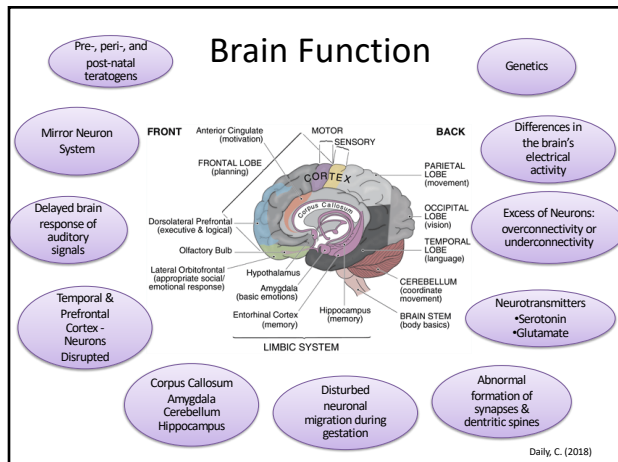 Brain Function
Pre-, peri-, and
post-natal
teratogens
Genetics
Mirror Neuron
System
Differences in
the brain's
electrical
activity
Delayed brain
response of
auditory
signals
Excess of Neurons:
overconnectivity or
underconnectivity
Temporal &
Prefrontal
Cortex -
Neurons
Disrupted
Neurotransmitters
•Serotonin
•Glutamate
Corpus Callosum
Amygdala
Cerebellum
Hippocampus
Disturbed
neuronal
migration during
gestation
Abnormal
formation of
synapses &
dentritic spines
FRONT
BACK
Anterior Cingulate
(motivation)
MOTOR
SENSORY
FRONTAL LOBE
(planning)
CORTEX
Corpus Callosum
PARIETAL
LOBE
(movement)
OCCIPITAL
LOBE
(vision)
TEMPORAL
LOBE
(language)
CEREBELLUM
(coordinate
movement)
BRAIN STEM
(body basics)
Dorsolateral Prefrontal
(executive & logical)
Olfactory Bulb
Lateral Orbitofrontal
(appropriate social/
emotional response)
Hypothalamus
Amygdala
(basic emotions)
Entorhinal Cortex
(memory)
Hippocampus
(memory)
LIMBIC SYSTEM
Daily, C. (2018)